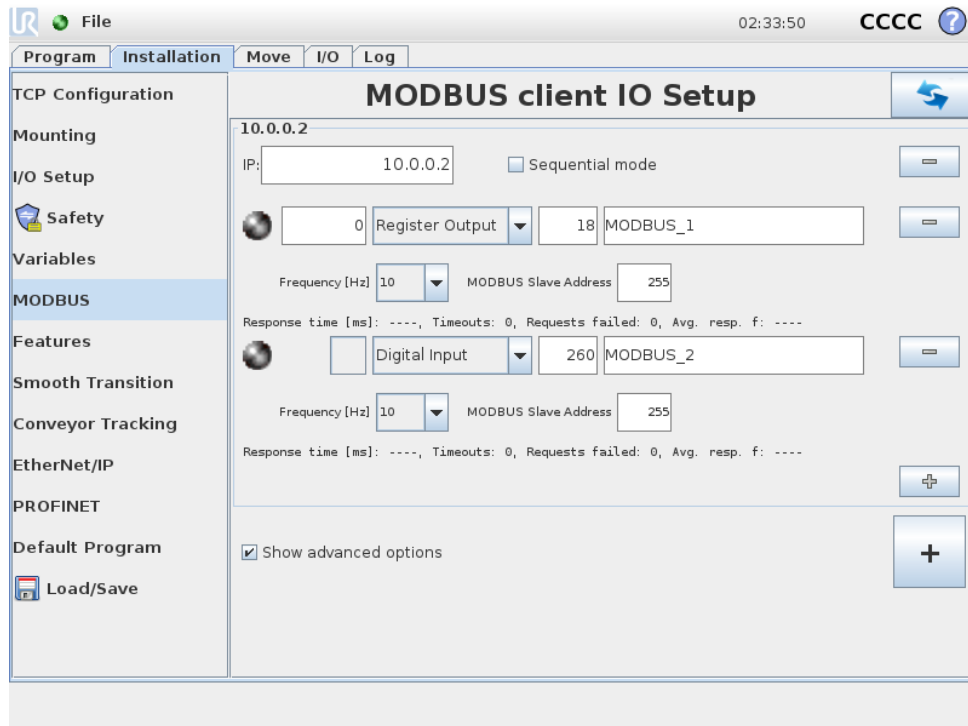 UR File 02:33:50 CCCC ?
Program Installation Move I/O Log
TCP Configuration
Mounting
I/O Setup
Safety
Variables
MODBUS
Features
Smooth Transition
Conveyor Tracking
EtherNet/IP
PROFINET
Default Program
Load/Save
MODBUS client IO Setup
10.0.0.2
IP: 10.0.0.2 Sequential mode
0 Register Output 18 MODBUS_1
Frequency [Hz] 10 MODBUS Slave Address 255
Response time [ms]: ----, Timeouts: 0, Requests failed: 0, Avg. resp. f: ----
Digital Input 260 MODBUS_2
Frequency [Hz] 10 MODBUS Slave Address 255
Response time [ms]: ----, Timeouts: 0, Requests failed: 0, Avg. resp. f: ----
Show advanced options